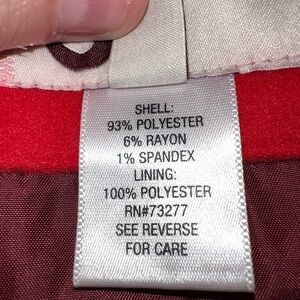 SHELL:
93% POLYESTER
6% RAYON
1% SPANDEX
LINING:
100% POLYESTER
RN#73277
SEE REVERSE
FOR CARE